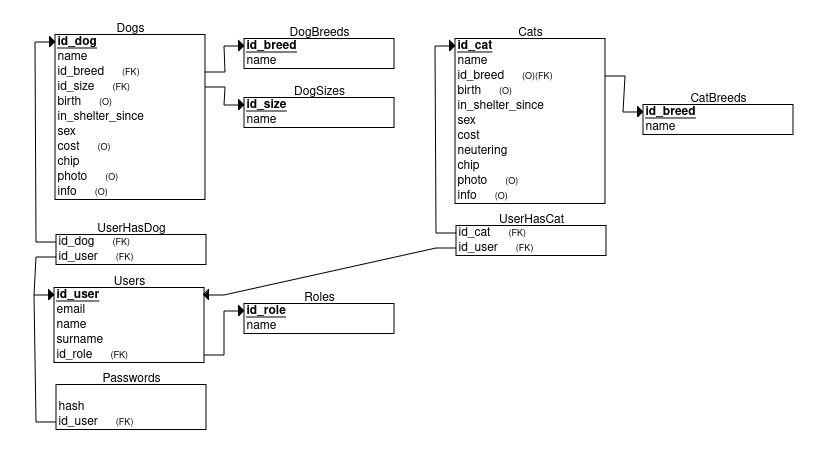 Dogs
id_dog
name
id_breed (FK)
id_size (FK)
birth (O)
in_shelter_since
sex
cost (O)
chip
photo (O)
info (O)
DogBreeds
id_breed
name
DogSizes
id_size
name
Cats
id_cat
name
id_breed (O)(FK)
birth (O)
in_shelter_since
sex
cost
neutering
chip
photo (O)
info (O)
CatBreeds
id_breed
name
UserHasDog
id_dog (FK)
id_user (FK)
UserHasCat
id_cat (FK)
id_user (FK)
Users
id_user
email
name
surname
id_role (FK)
Roles
id_role
name
Passwords
hash
id_user (FK)